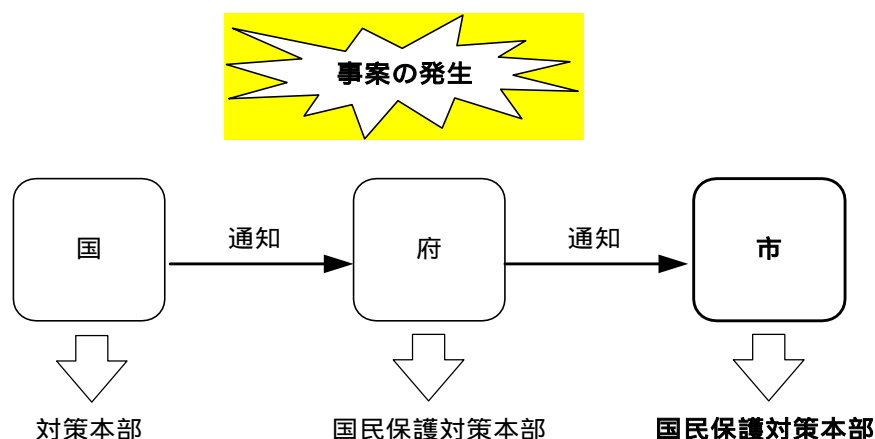 事案の発生
国
通知
府
通知
市
対策本部
国民保護対策本部
国民保護対策本部